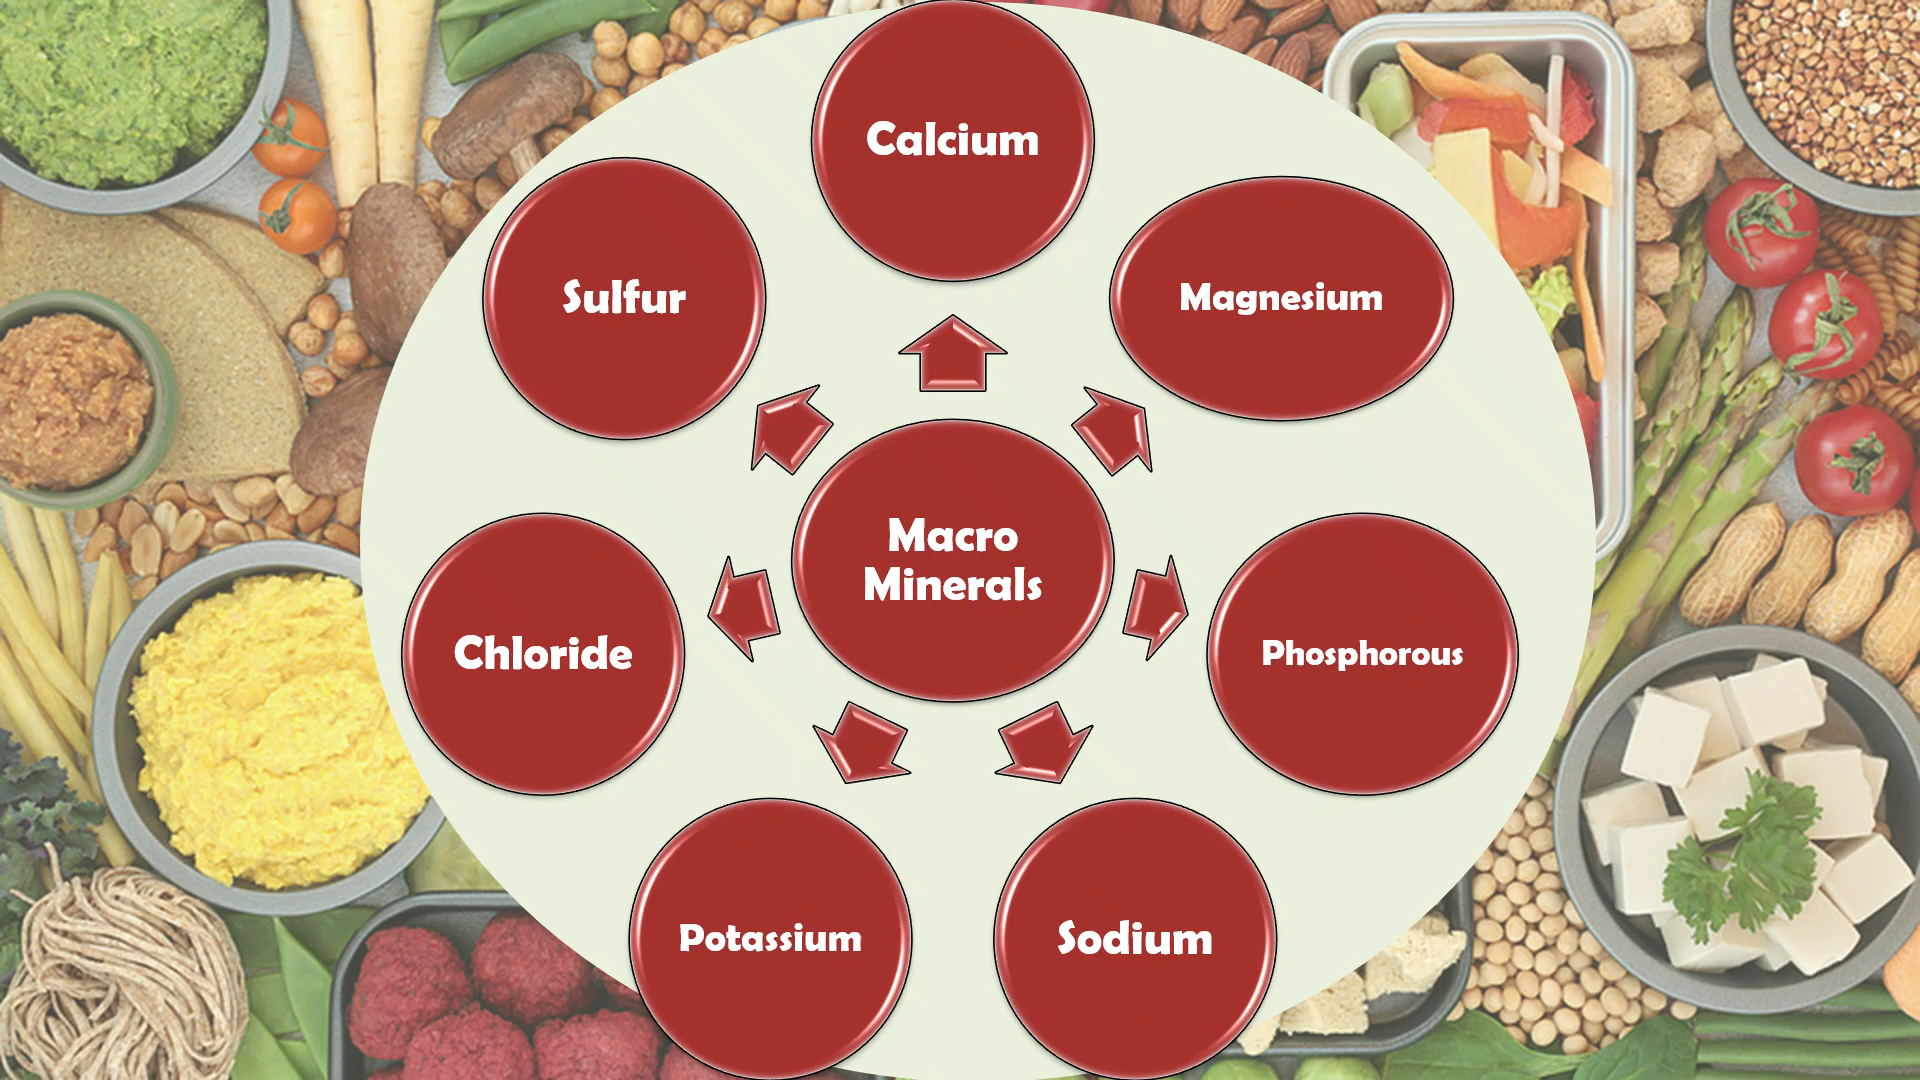 Calcium
Sulfur
Magnesium
Macro
Minerals
Chloride
Phosphorous
Potassium
Sodium